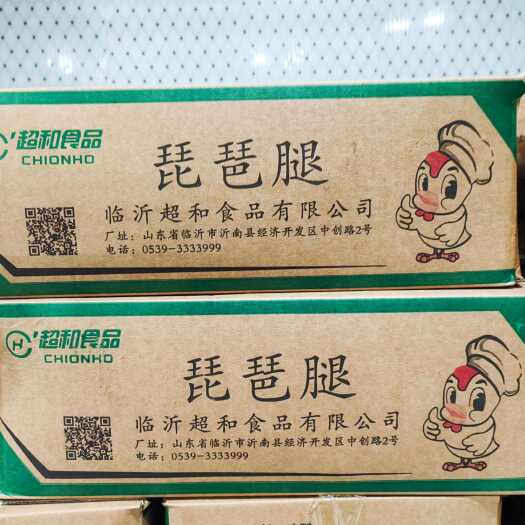 超和食品
CHIONHO
琵琶腿
临沂超和食品有限公司
厂址：山东省临沂市沂南县经济开发区中创路2号
电话：0539-3333999
超和食品
CHIONHO
琵琶腿
临沂超和食品有限公司
厂址：山东省临沂市沂南县经济开发区中创路2号
电话：0539-3333999